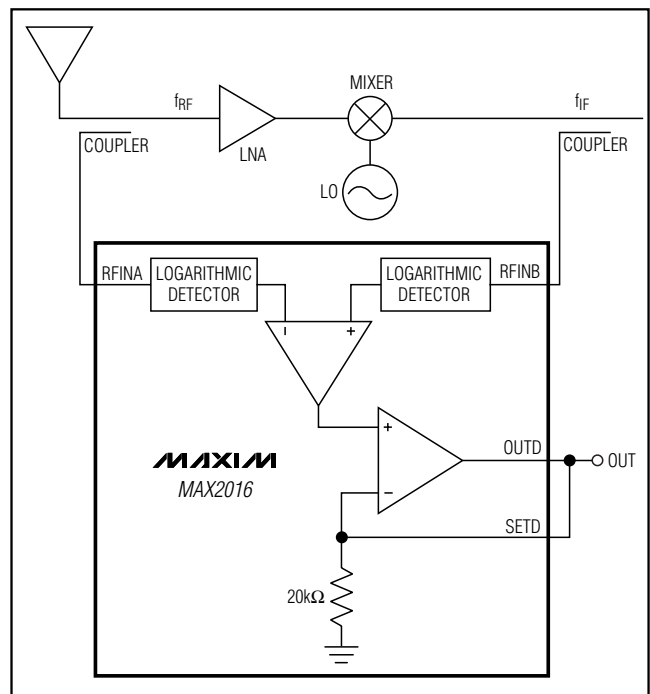 MIXER
fRF
fIF
COUPLER
LNA
COUPLER
LO
RFINA
LOGARITHMIC
DETECTOR
LOGARITHMIC
DETECTOR
RFINB
− +
+
OUTD
OUT
MAXIM
MAX2016
−
SETD
20kΩ